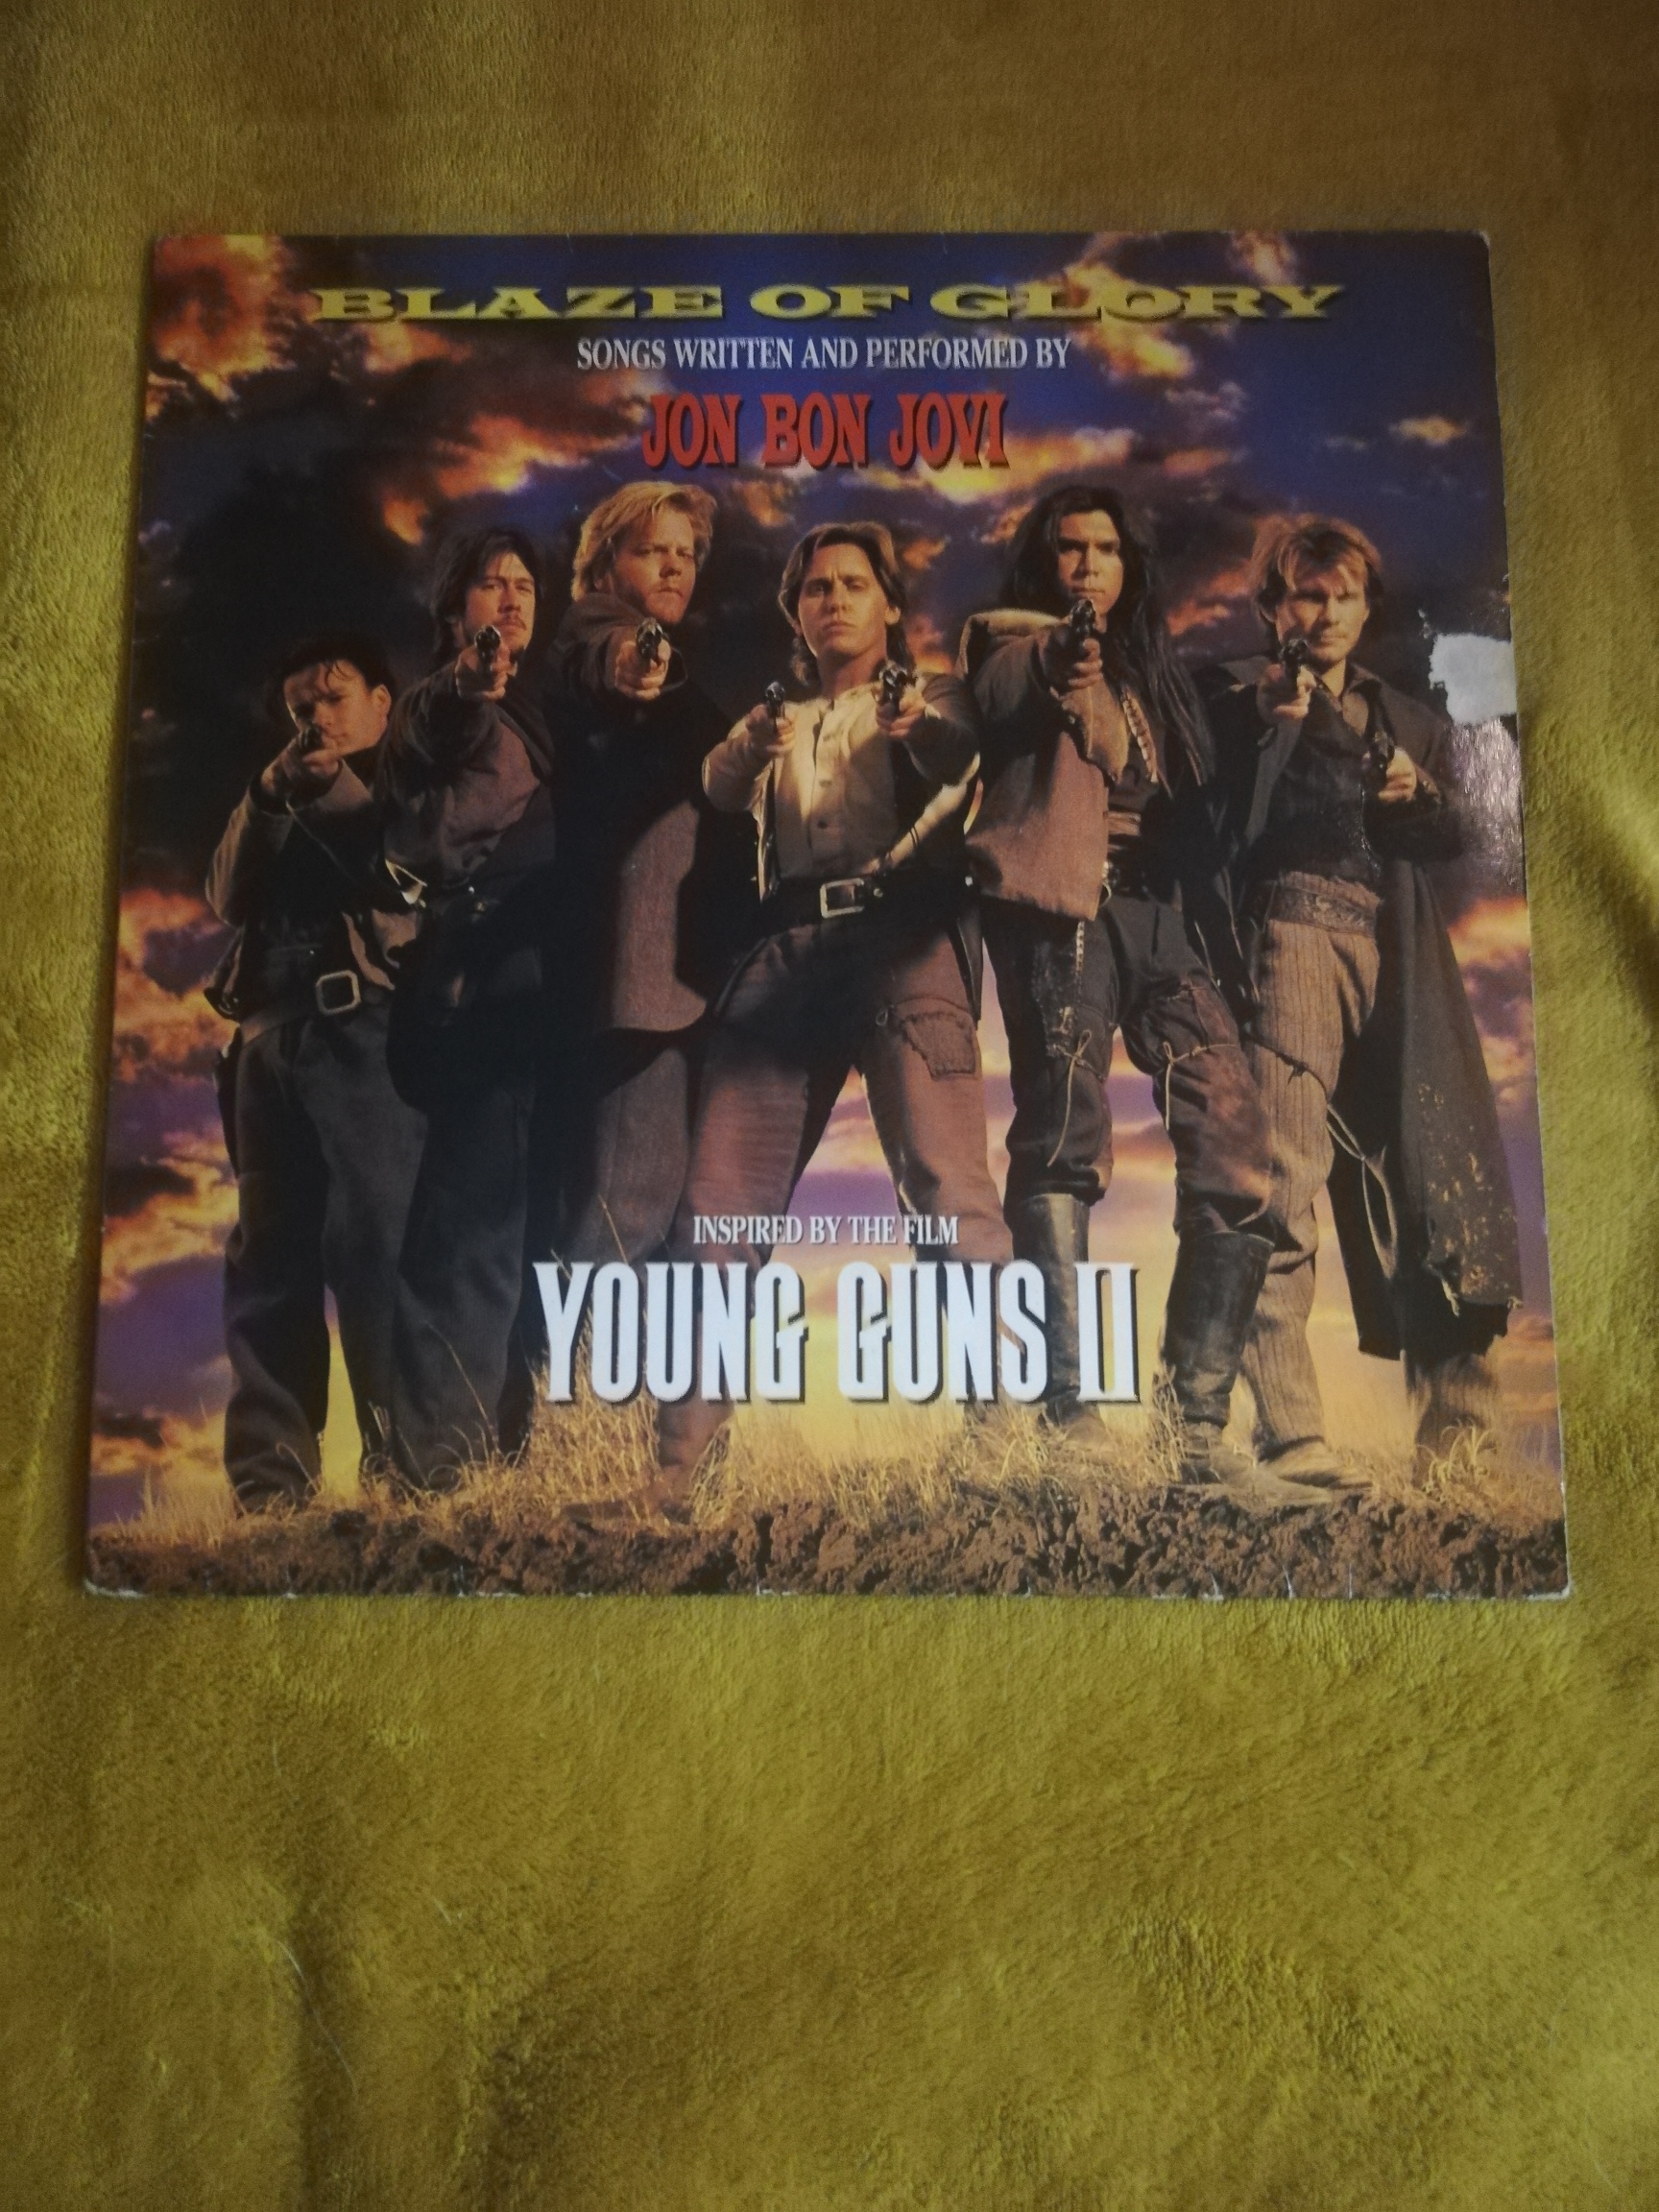 BLAZE OF GLORY
SONGS WRITTEN AND PERFORMED BY
JON BON JOVI
INSPIRED BY THE FILM
YOUNG GUNS II